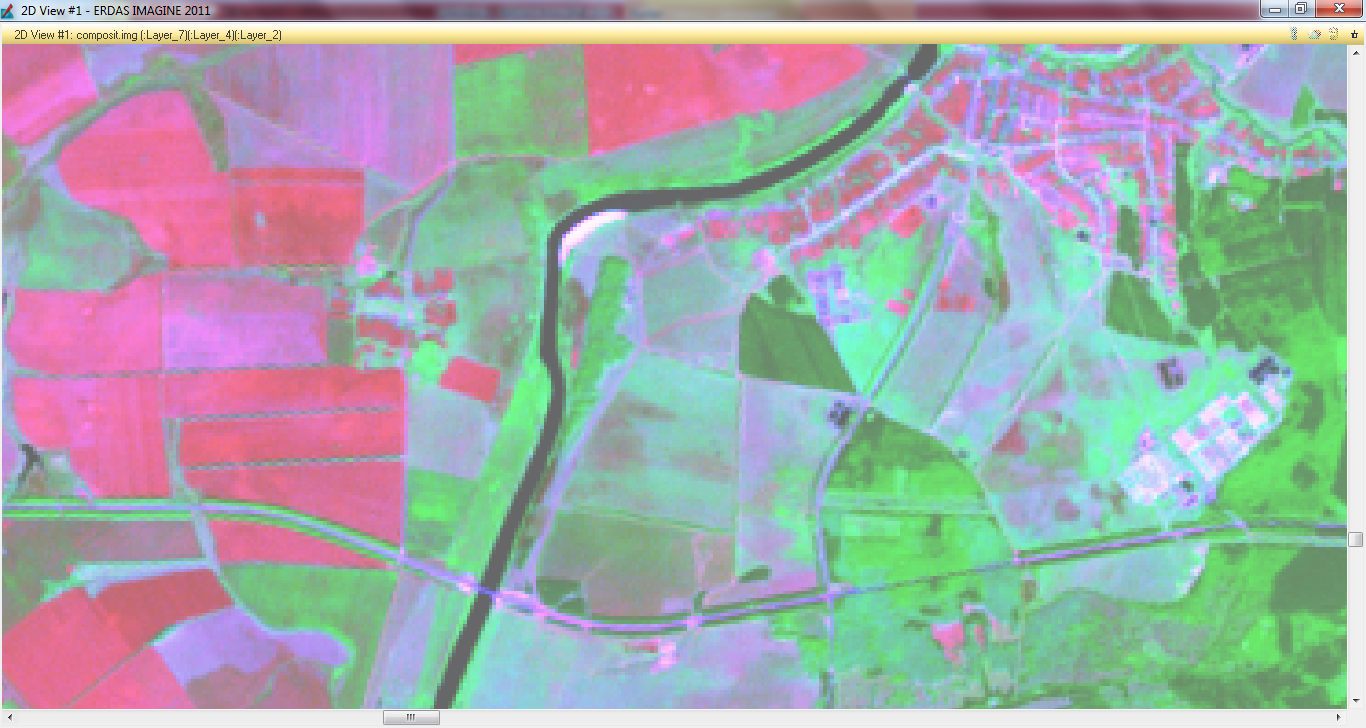 2D View #1 - ERDAS IMAGINE 2011
2D View #1: composit.img (:Layer_7)(:Layer_4)(:Layer_2)